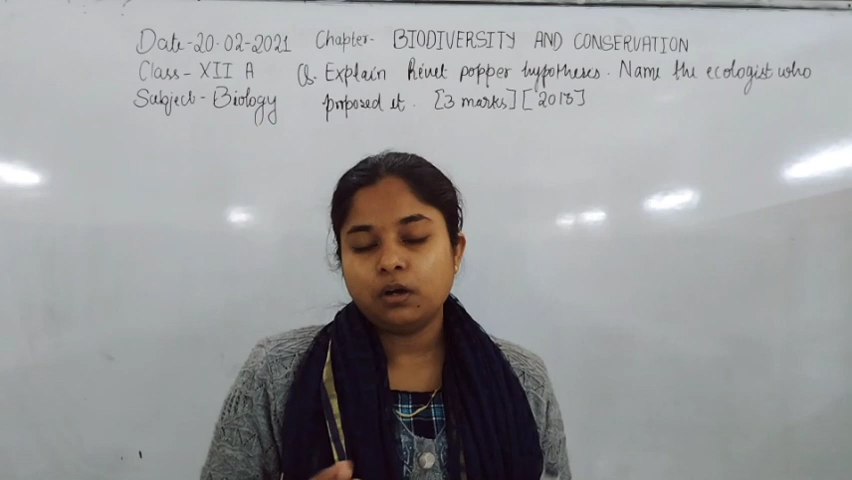 Date-20-02-2021 Chapter- BIODIVERSITY AND CONSERVATION
Class-XII A Q. Explain Rivet popper hypotheses. Name the ecologist who
Subject-Biology proposed it. [3 marks] [2018]